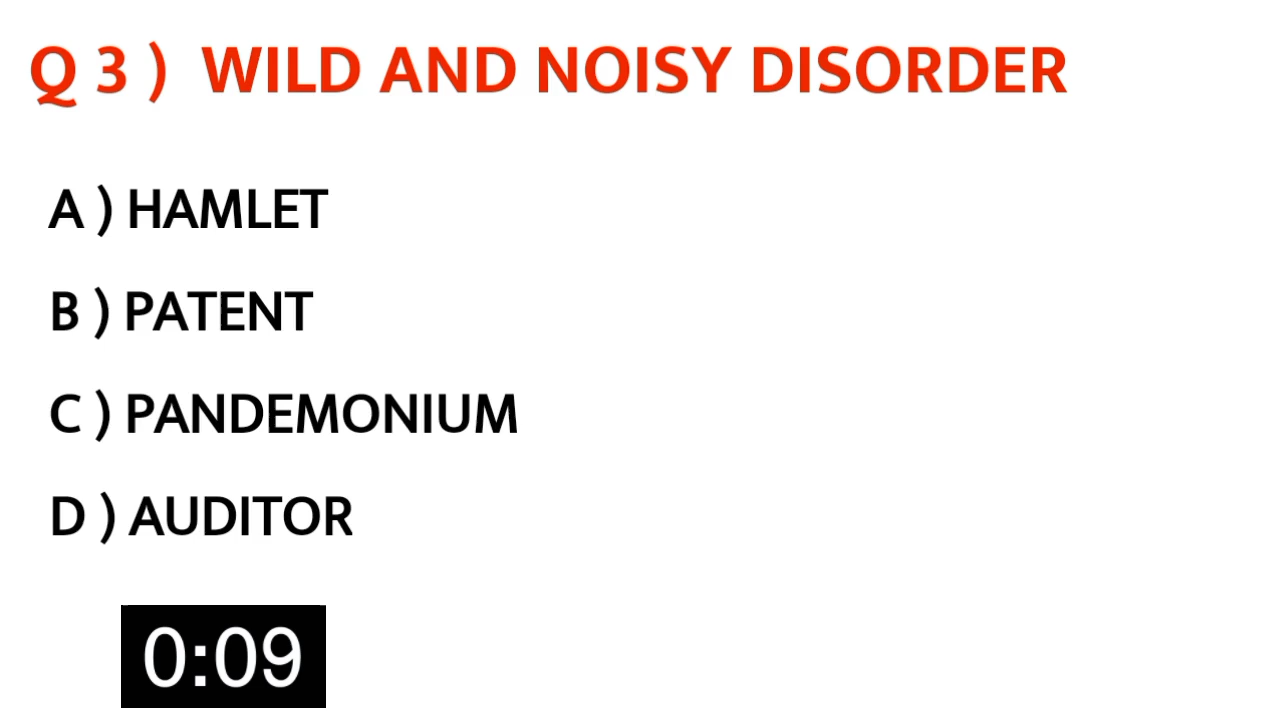 Q 3 ) WILD AND NOISY DISORDER
A ) HAMLET
B ) PATENT
C ) PANDEMONIUM
D ) AUDITOR
0:09